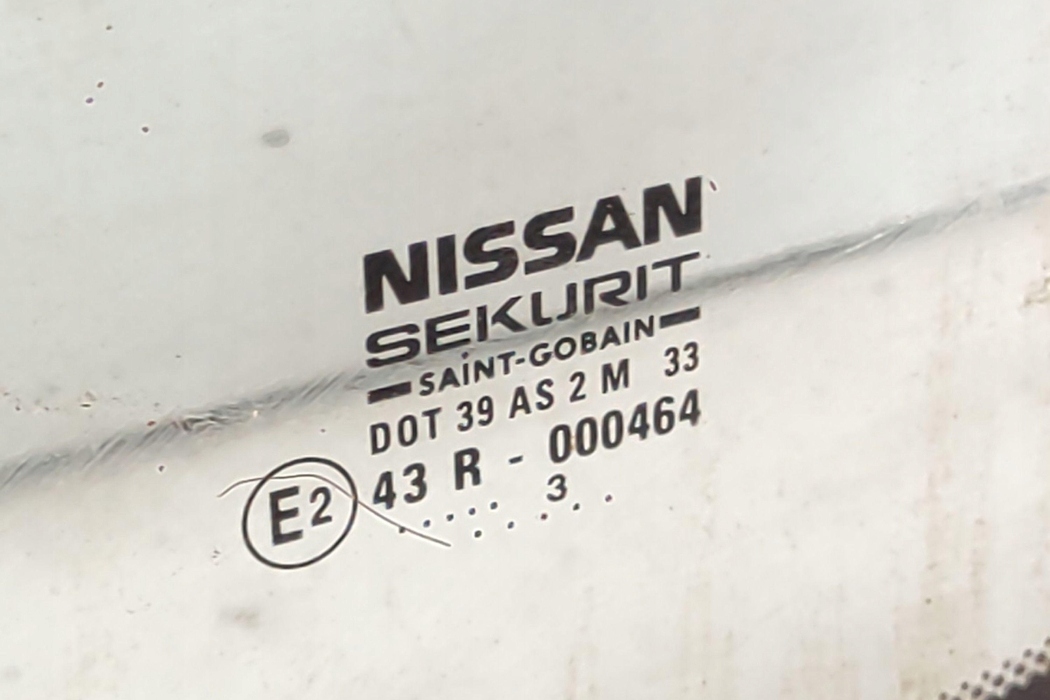 NISSAN
SEKURIT
SAINT-GOBAIN
DOT 39 AS 2 M 33
E2 43 R - 000464
..... 3 . . . . .